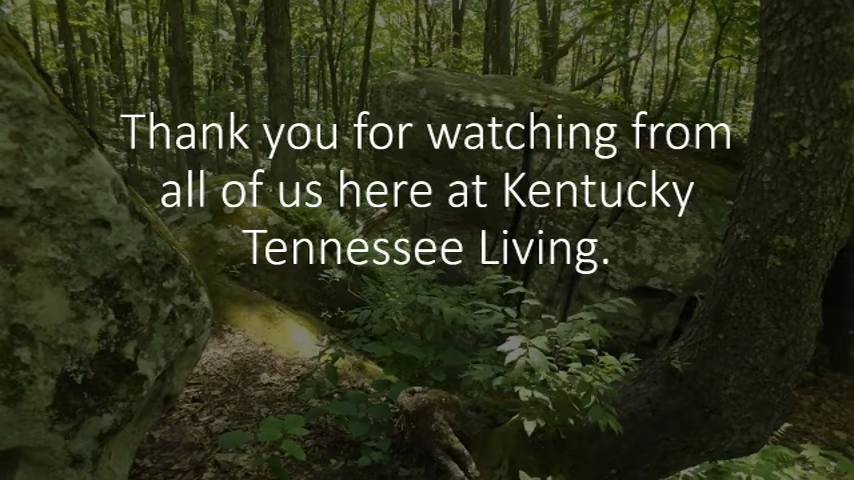 Thank you for watching from
all of us here at Kentucky
Tennessee Living.